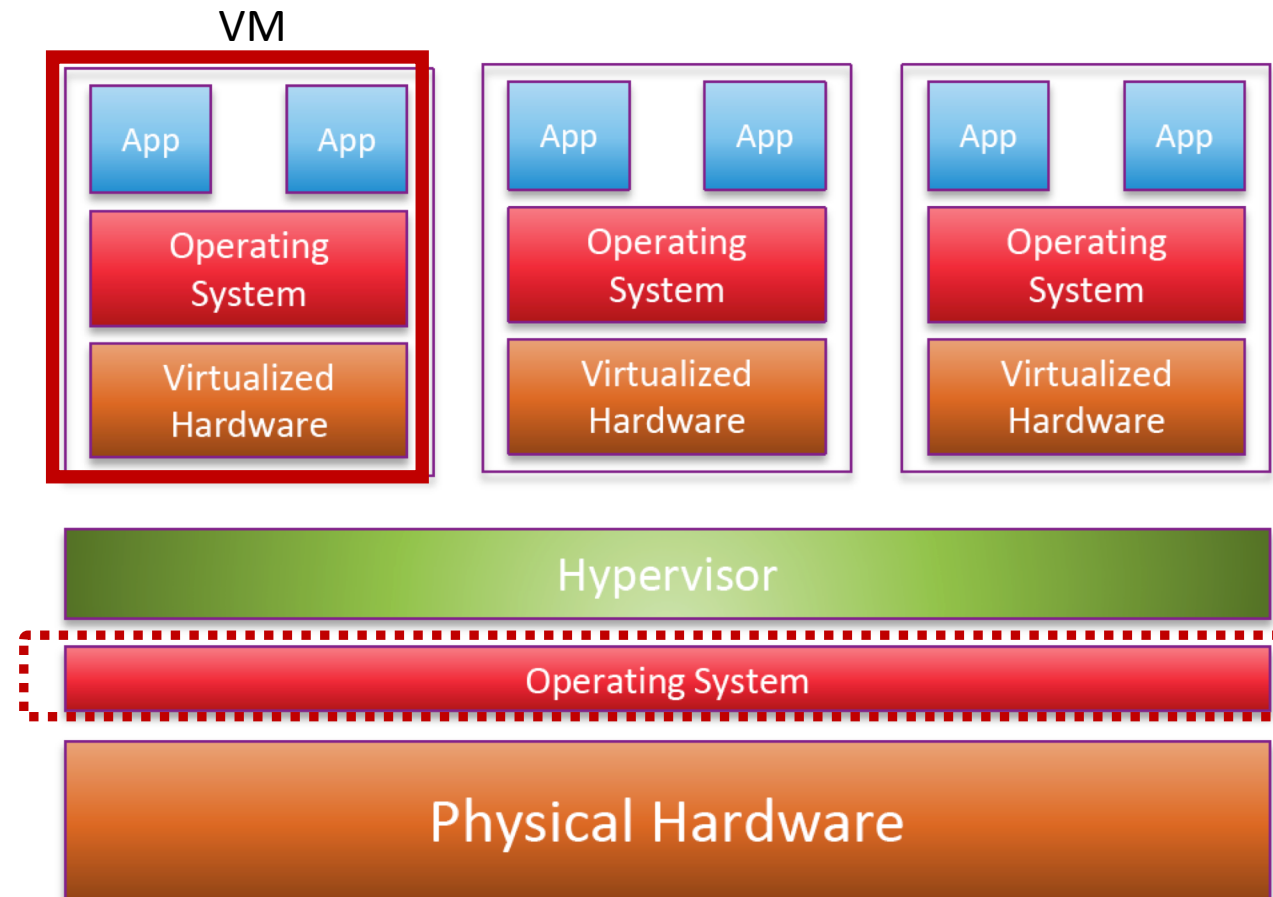 VM
App
App
Operating
System
Virtualized
Hardware
App
App
Operating
System
Virtualized
Hardware
App
App
Operating
System
Virtualized
Hardware
Hypervisor
Operating System
Physical Hardware